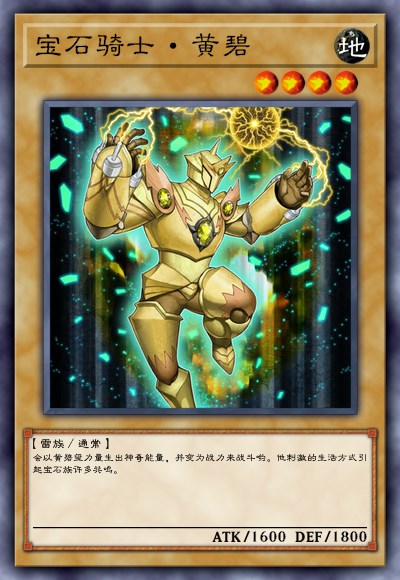 宝石骑士・黄碧
地
【雷族／通常】
会以黄碧玺力量生出神奇能量，并变为战力来战斗哟。他刺激的生活方式引
起宝石族许多共鸣。
ATK/1600 DEF/1800